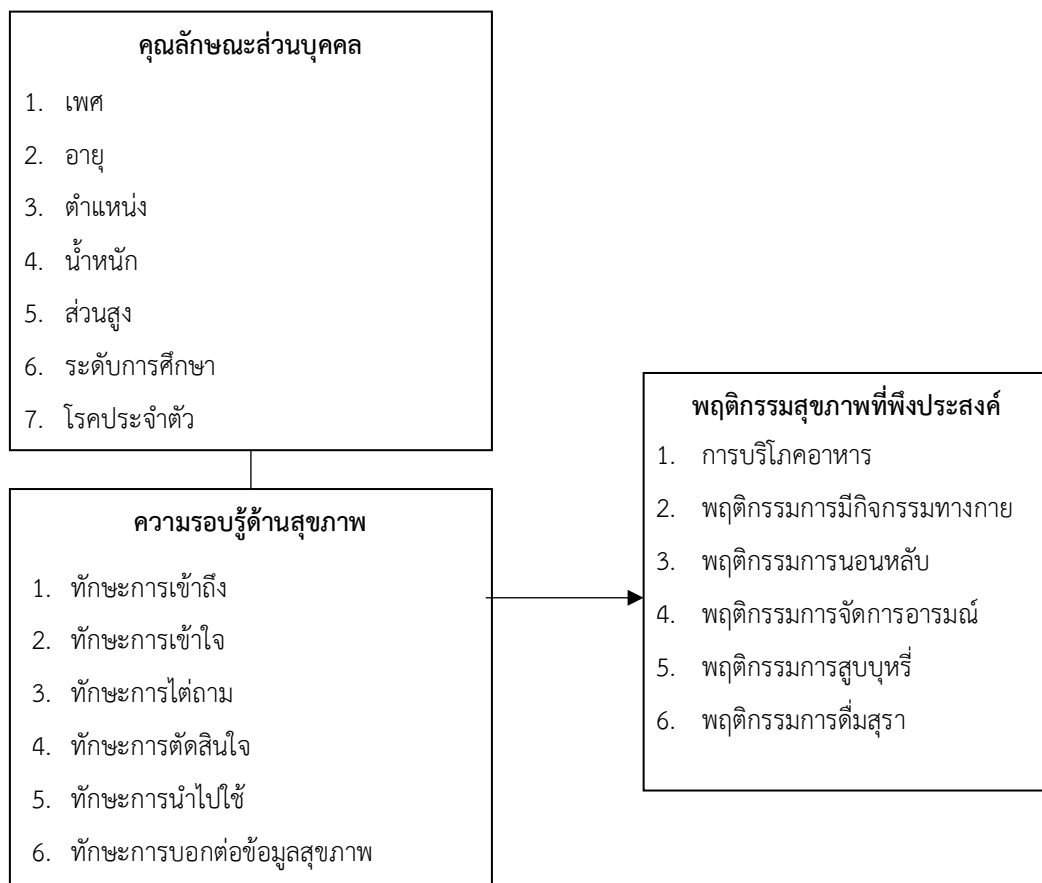 คุณลักษณะส่วนบุคคล
1. เพศ
2. อายุ
3. ตำแหน่ง
4. น้ำหนัก
5. ส่วนสูง
6. ระดับการศึกษา
7. โรคประจำตัว
ความรอบรู้ด้านสุขภาพ
1. ทักษะการเข้าถึง
2. ทักษะการเข้าใจ
3. ทักษะการไต่ถาม
4. ทักษะการตัดสินใจ
5. ทักษะการนำไปใช้
6. ทักษะการบอกต่อข้อมูลสุขภาพ
พฤติกรรมสุขภาพที่พึงประสงค์
1. การบริโภคอาหาร
2. พฤติกรรมการมีกิจกรรมทางกาย
3. พฤติกรรมการนอนหลับ
4. พฤติกรรมการจัดการอารมณ์
5. พฤติกรรมการสูบบุหรี่
6. พฤติกรรมการดื่มสุรา